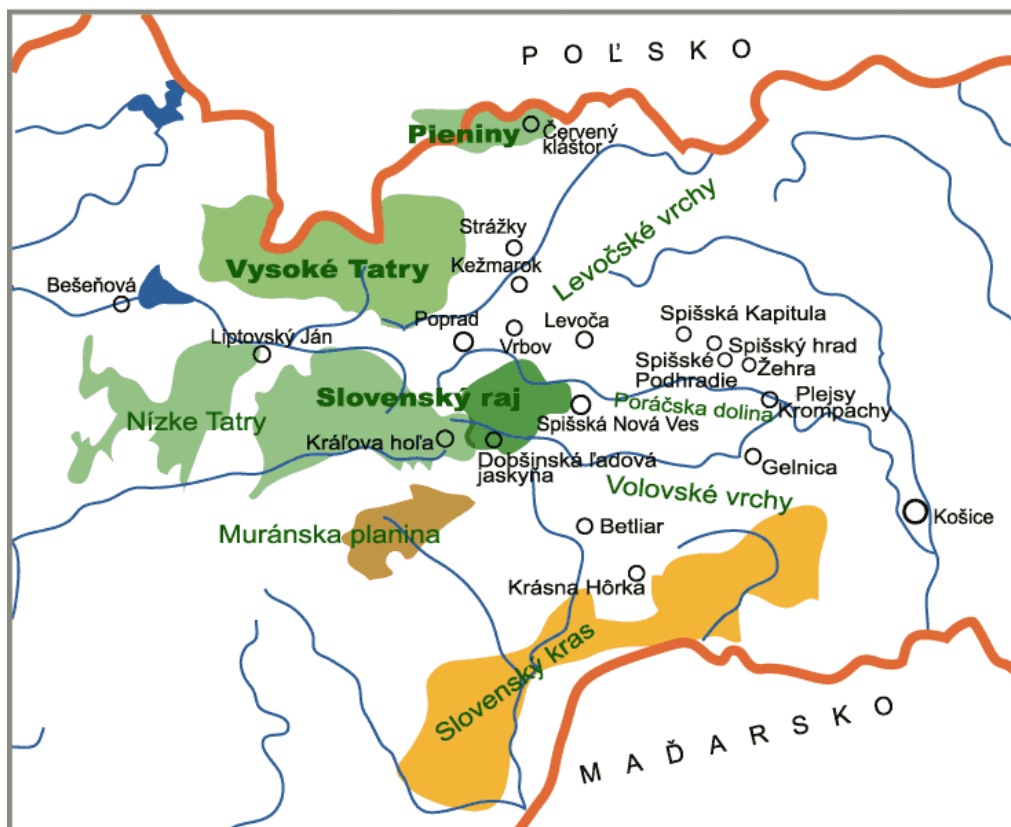 POĽSKO
Pieniny
Červený
kláštor
Levočské vrchy
Strážky
Kežmarok
Vysoké Tatry
Bešeňová
Poprad
Vrbov
Levoča
Spišská Kapitula
Spišský hrad
Spišské
Podhradie
Žehra
Liptovský Ján
Plejsy
Krompachy
Slovenský raj
Poráčska dolina
Nízke Tatry
Spišská Nová Ves
Kráľova hoľa
Dobšinská ľadová
jaskyňa
Gelnica
Volovské vrchy
Muránska planina
Betliar
Košice
Krásna Hôrka
Slovenský kras
MAĎARSKO